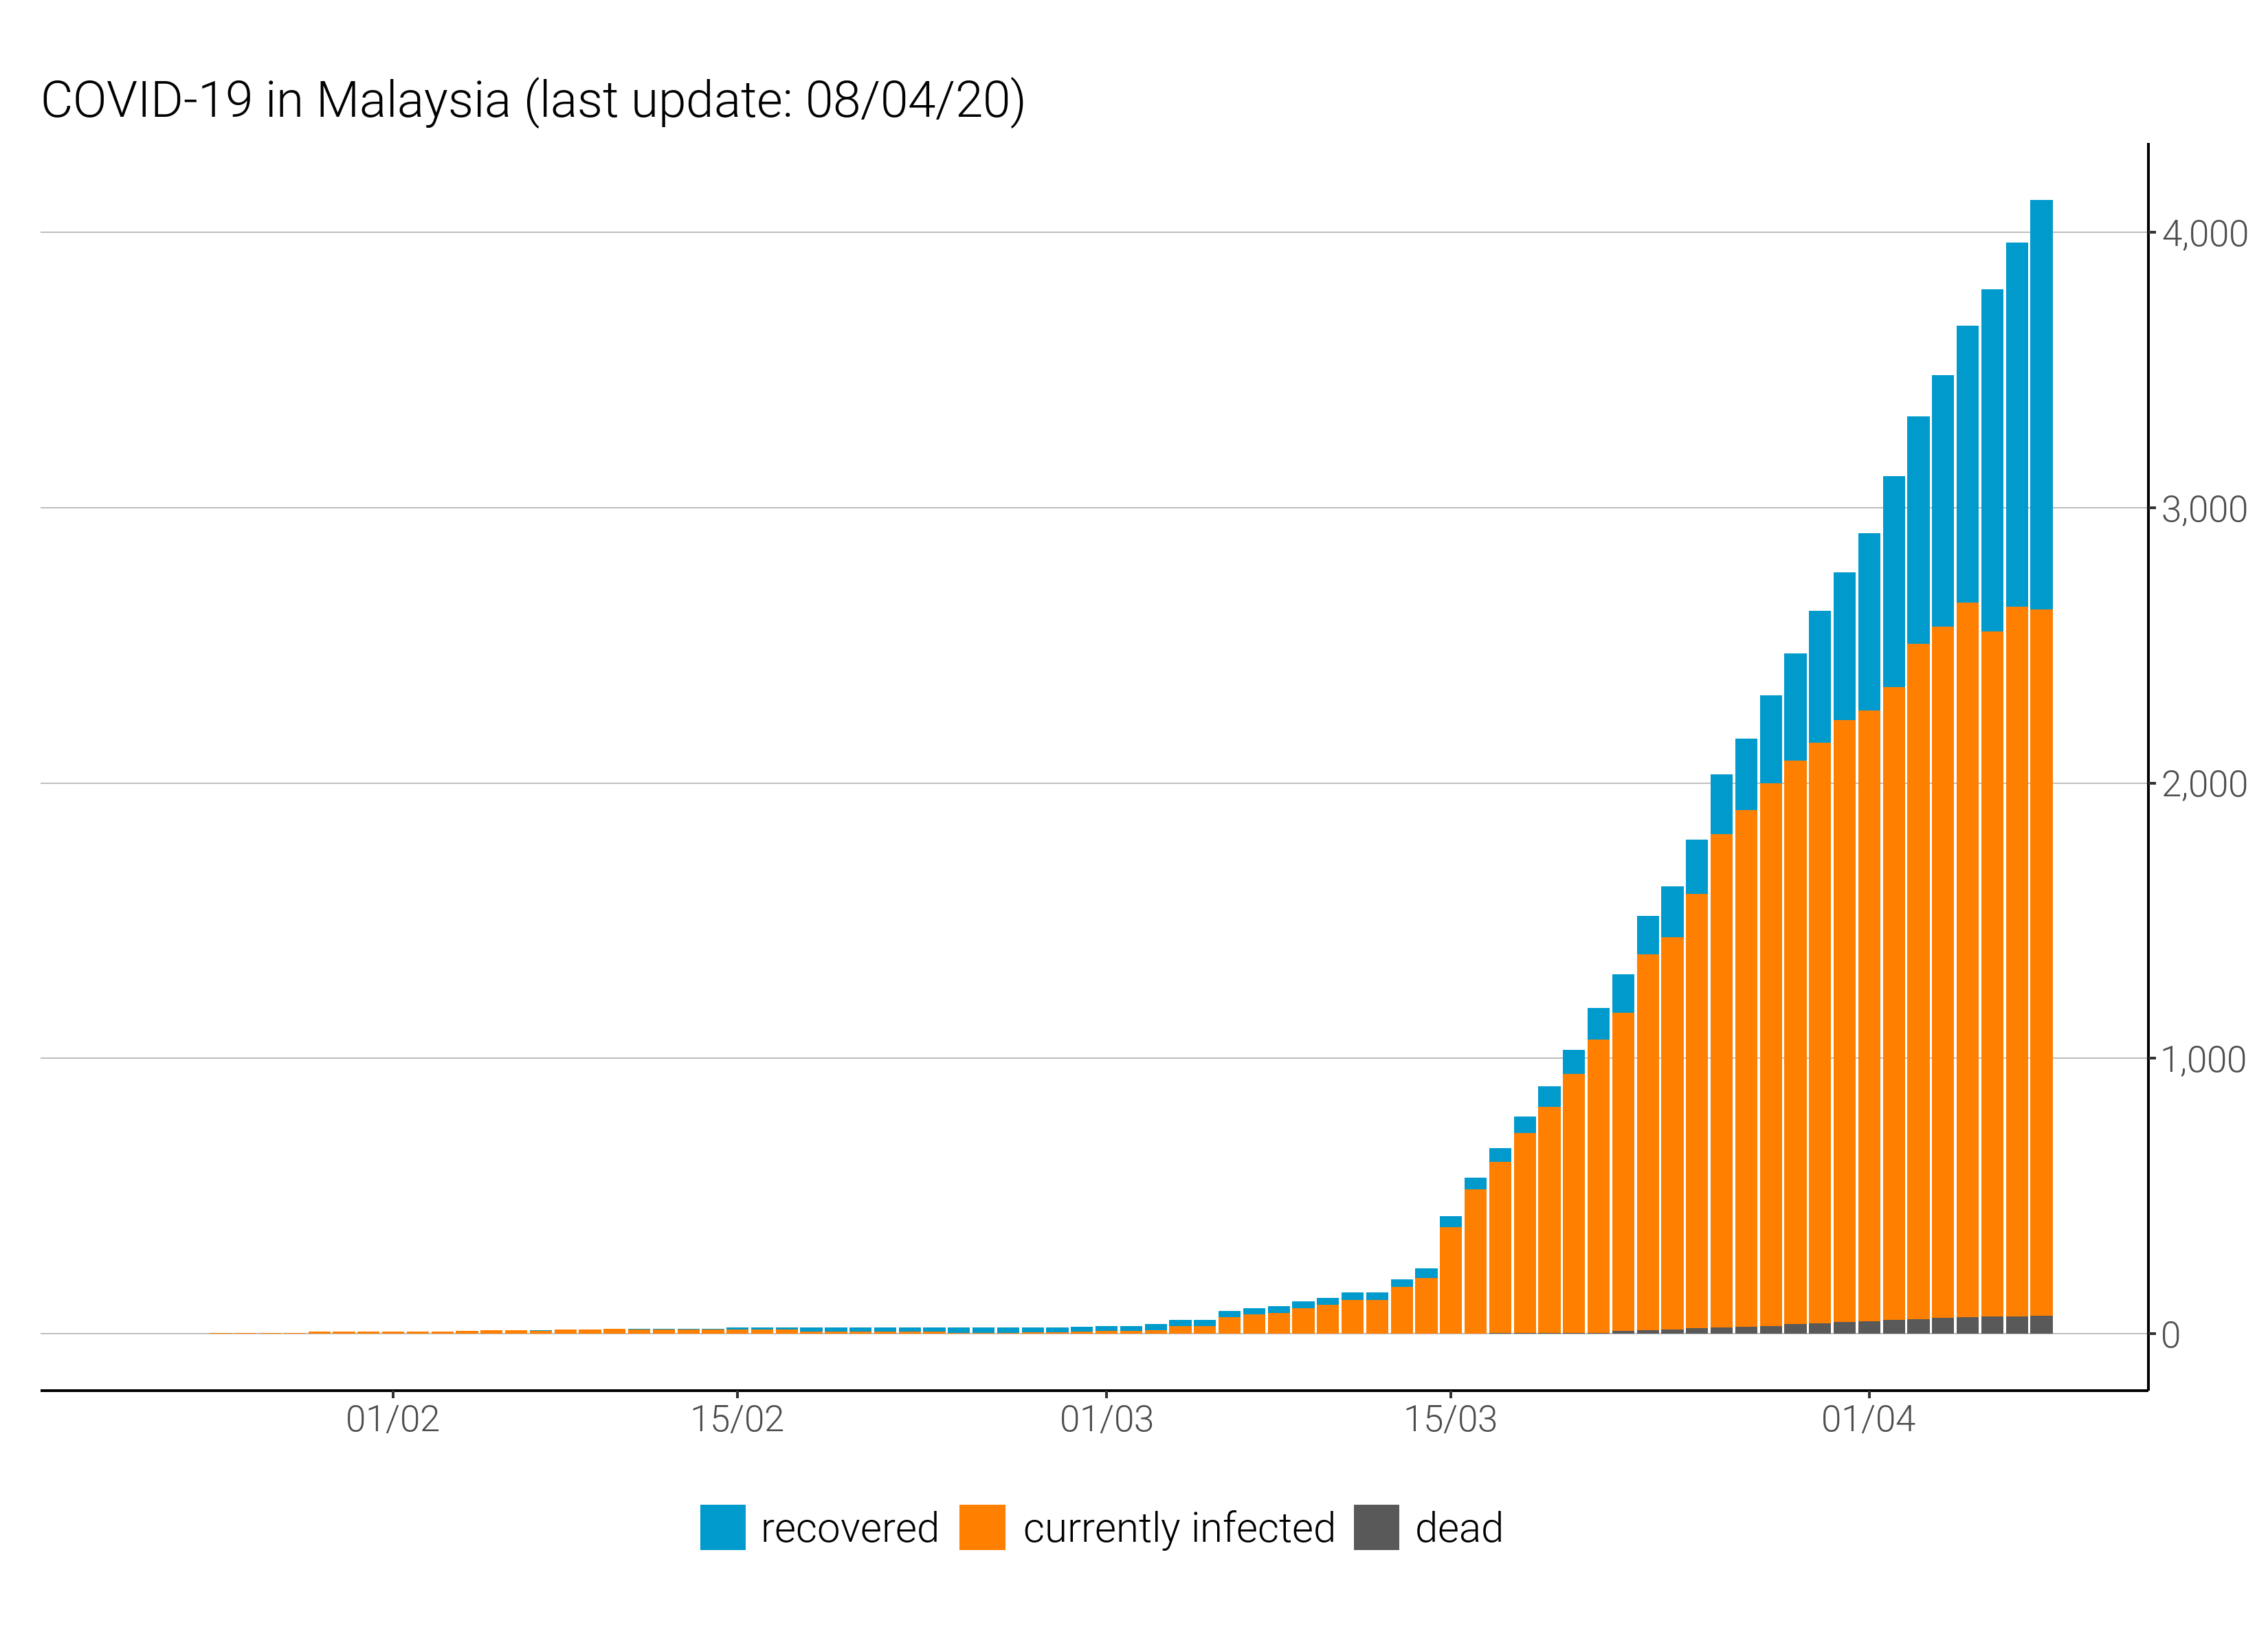 COVID-19 in Malaysia (last update: 08/04/20)
4,000
3,000
2,000
1,000
0
01/02 15/02 01/03 15/03 01/04
recovered currently infected dead